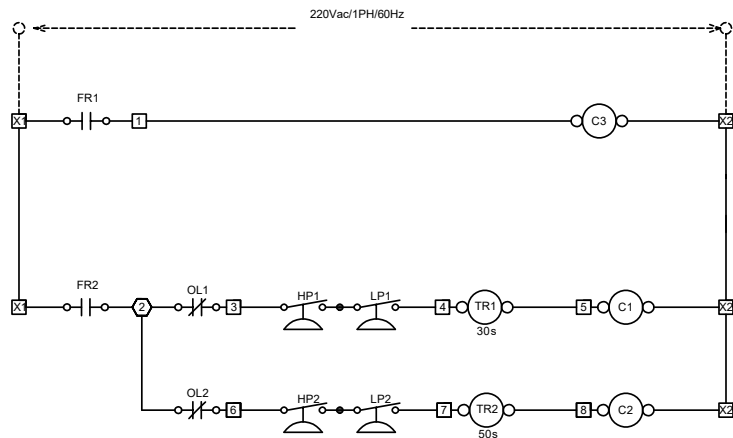 220Vac/1PH/60Hz
FR1
X1
1
C3
X2
FR2
OL1
HP1
LP1
X1
2
3
4
TR1
5
C1
X2
30s
OL2
HP2
LP2
6
7
TR2
8
C2
X2
50s